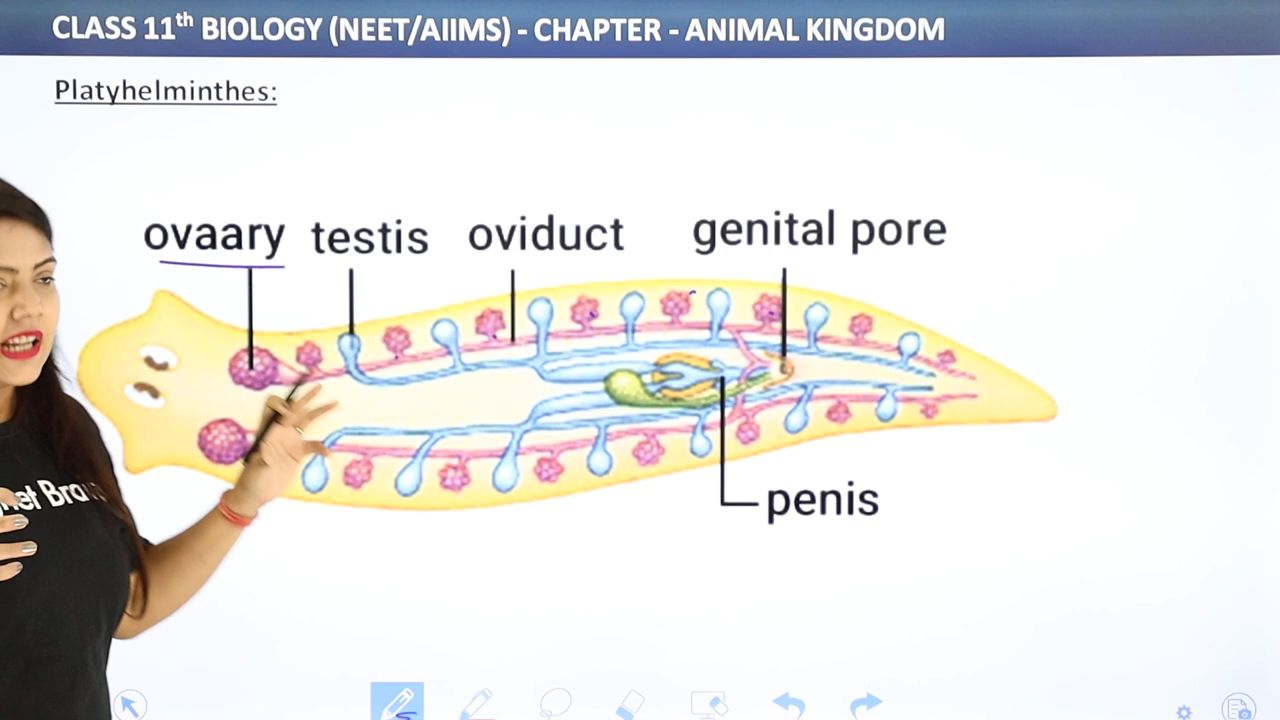 CLASS 11th BIOLOGY (NEET/AIIMS) - CHAPTER - ANIMAL KINGDOM
Platyhelminthes:
ovaary testis oviduct genital pore
penis